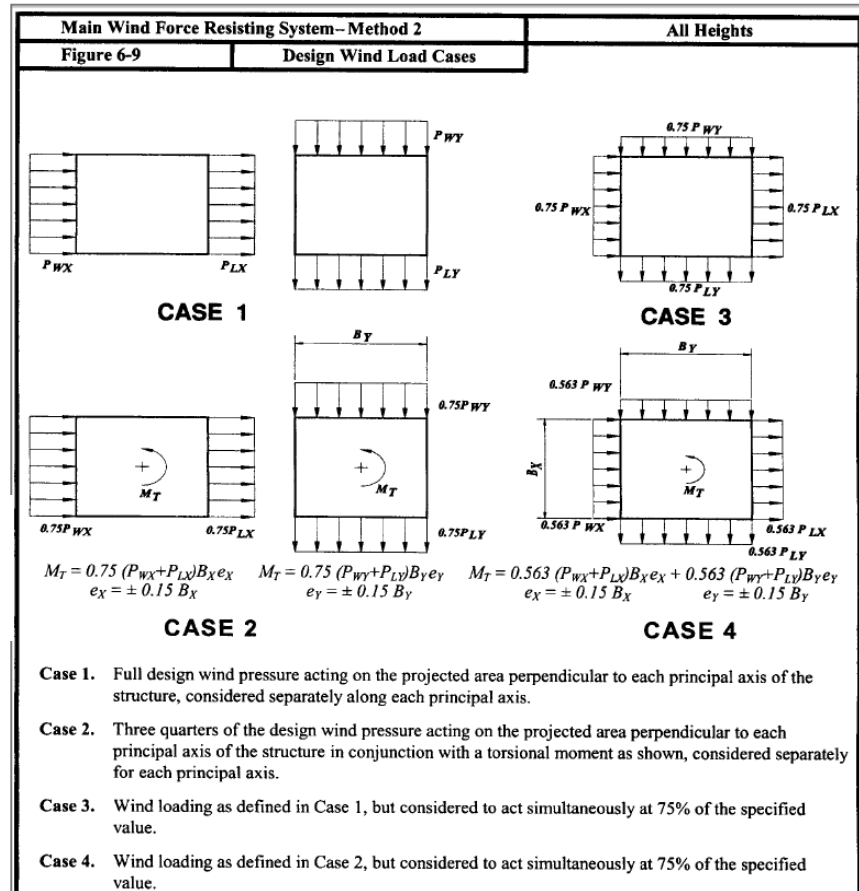 Main Wind Force Resisting System– Method 2
All Heights
Figure 6-9
Design Wind Load Cases
P WX
P LX
P WY
P LY
CASE 1
0.75 P WY
0.75 P WX
0.75 P LX
0.75 P LY
CASE 3
M T
0.75P WX
0.75P LX
B Y
0.75P WY
M T
0.75P LY
M T = 0.75 (P WX+P LX)B X e X
e X = ± 0.15 B X
M T = 0.75 (P WY+P LY)B Y e Y
e Y = ± 0.15 B Y
CASE 2
B Y
0.563 P WY
B X
M T
0.563 P WX
0.563 P LX
0.563 P LY
M T = 0.563 (P WX+P LX)B X e X + 0.563 (P WY+P LY)B Y e Y
e X = ± 0.15 B X
e Y = ± 0.15 B Y
CASE 4
Case 1. Full design wind pressure acting on the projected area perpendicular to each principal axis of the
structure, considered separately along each principal axis.
Case 2. Three quarters of the design wind pressure acting on the projected area perpendicular to each
principal axis of the structure in conjunction with a torsional moment as shown, considered separately
for each principal axis.
Case 3. Wind loading as defined in Case 1, but considered to act simultaneously at 75% of the specified
value.
Case 4. Wind loading as defined in Case 2, but considered to act simultaneously at 75% of the specified
value.